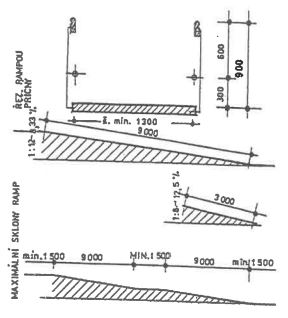 ŘEZ. RAMPOU
PŘÍČNÝ
600
900
300
š. min. 1300
1:12-8,33 %
9 000
1:8-12,5 %
3 000
MAXIMÁLNÍ SKLONY RAMP
min.1 500
9 000
MIN.1 500
9 000
min.1 500